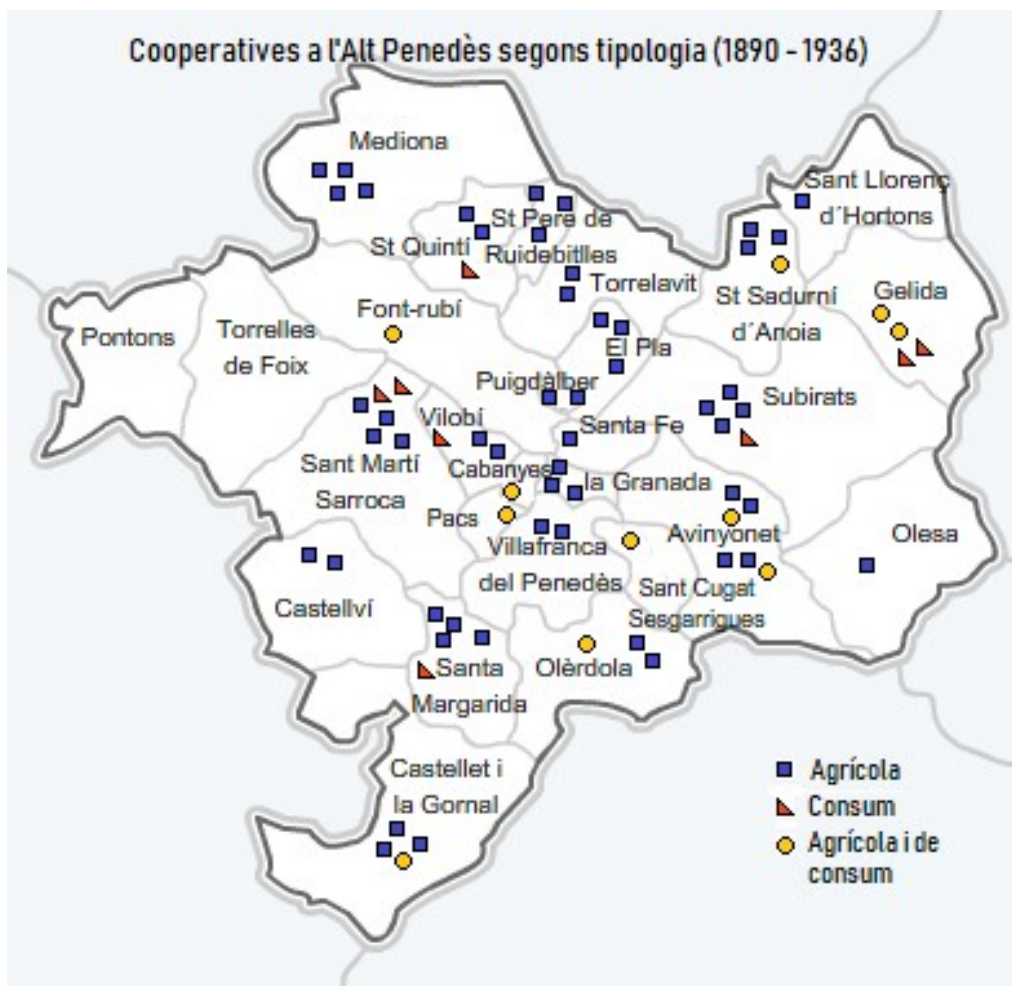 Cooperatives a l'Alt Penedès segons tipologia (1890 - 1936)
Mediona
Sant Llorenç
d´Hortons
St Pere de
Ruidebitlles
St Quintí
Torrelavit
St Sadurní
d´Anoia
Gelida
Font-rubí
Pontons
Torrelles
de Foix
El Pla
Puigdàlber
Subirats
Vilobí
Santa Fe
Sant Martí
Sarroca
Cabanyes
la Granada
Pacs
Avinyonet
Olesa
Villafranca
del Penedès
Sant Cugat
Sesgarrigues
Castellví
Santa
Margarida
Olèrdola
Castellet i
la Gornal
Agrícola
Consum
Agrícola i de
consum